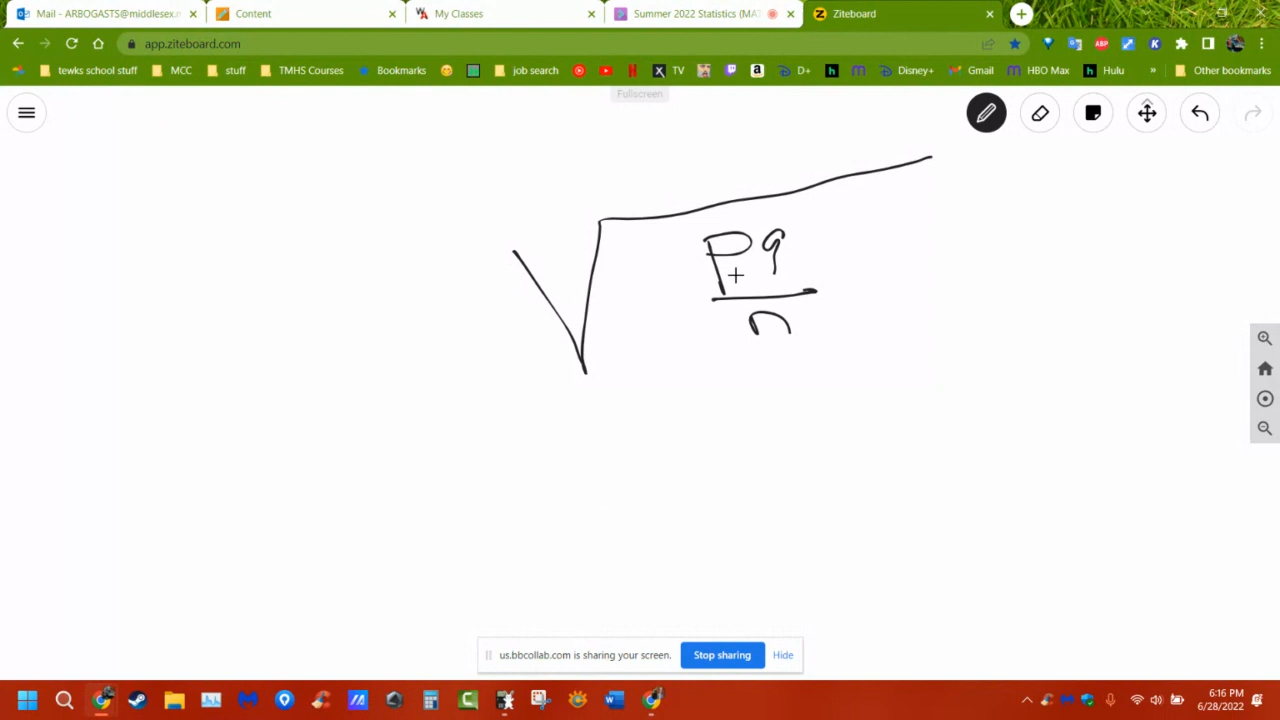 Mail - ARBOGASTS@middlesex.m
Content
My Classes
Summer 2022 Statistics (MAT
Ziteboard
app.ziteboard.com
tewks school stuff
MCC
stuff
TMHS Courses
Bookmarks
job search
TV
D+
Disney+
Gmail
HBO Max
Hulu
»
Other bookmarks
Fullscreen
√
p q
n
us.bbcollab.com is sharing your screen.
Stop sharing
Hide
6:16 PM
6/28/2022